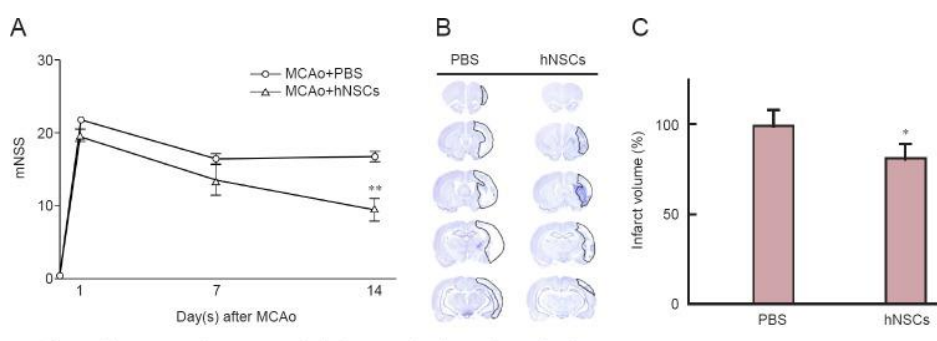 A
30
20
10
0
mNSS
MCAo+PBS
MCAo+hNSCs
**
1 7 14
Day(s) after MCAo
B
PBS hNSCs
C
Infarct volume (%)
100
50
0
*
PBS hNSCs